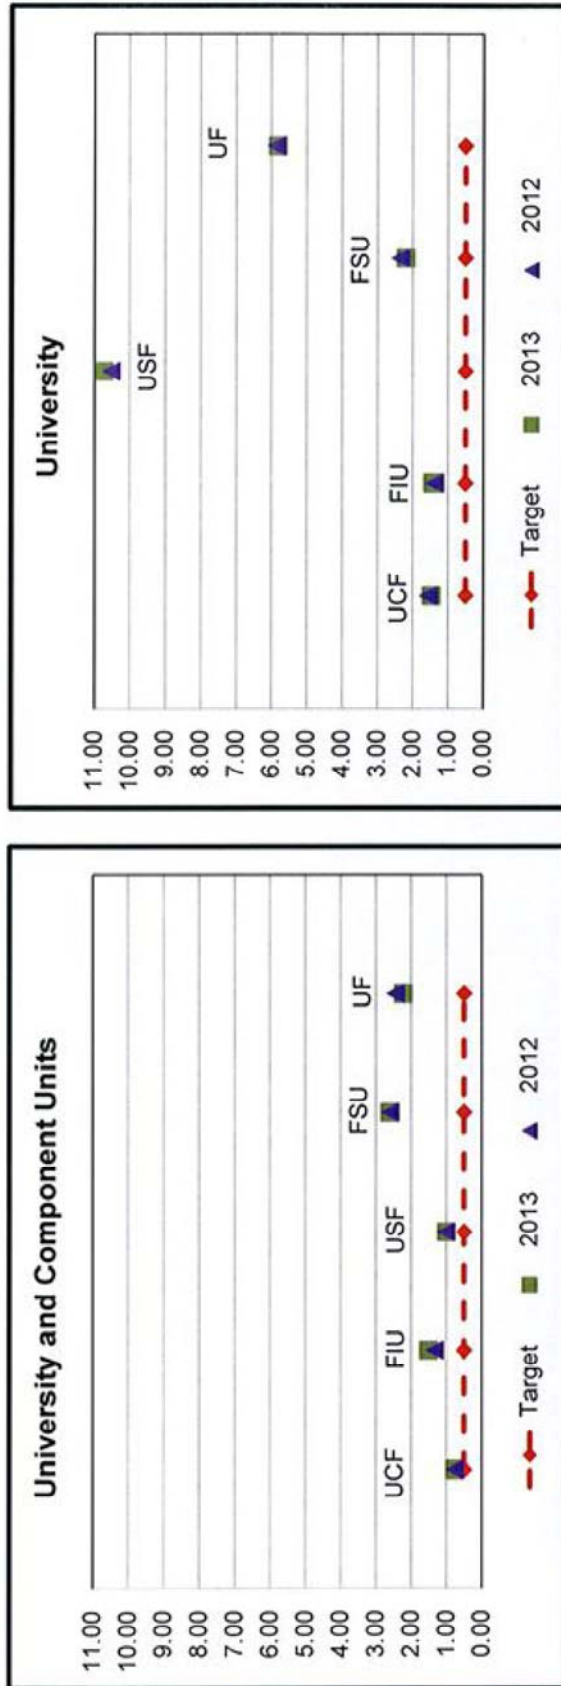 University and Component Units
11.00
10.00
9.00
8.00
7.00
6.00
5.00
4.00
3.00
2.00
1.00
0.00
UCF
FIU
USF
FSU
UF
Target 2013 2012
University
11.00
10.00
9.00
8.00
7.00
6.00
5.00
4.00
3.00
2.00
1.00
0.00
UCF
FIU
USF
FSU
UF
Target 2013 2012